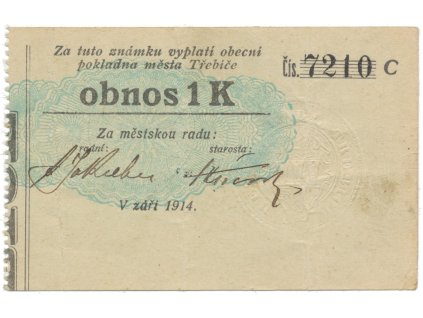 Za tuto známku vyplatí obecní
pokladna města Třebíče
čís. 7210 C
obnos 1 K
Za městskou radu:
radní: starosta:
V září 1914.